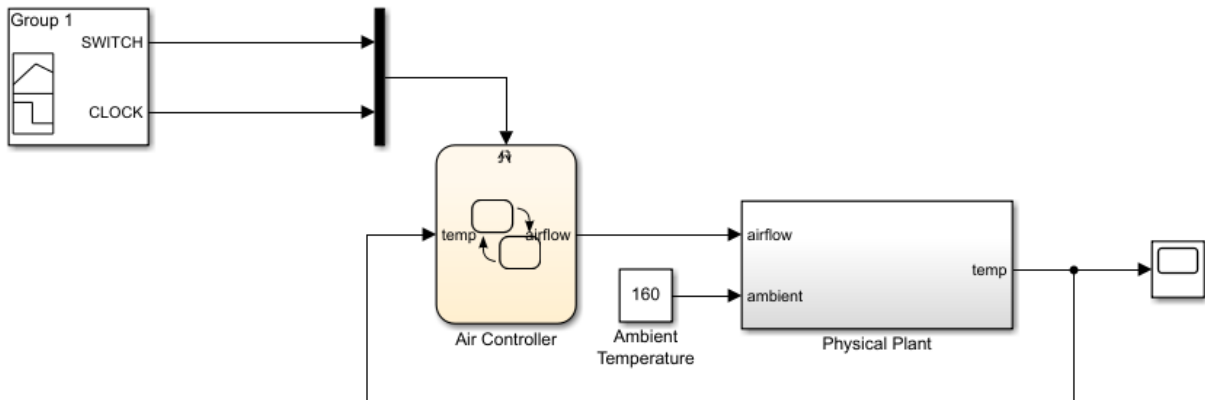 Group 1
SWITCH
CLOCK
temp
airflow
Air Controller
160
Ambient
Temperature
airflow
ambient
temp
Physical Plant